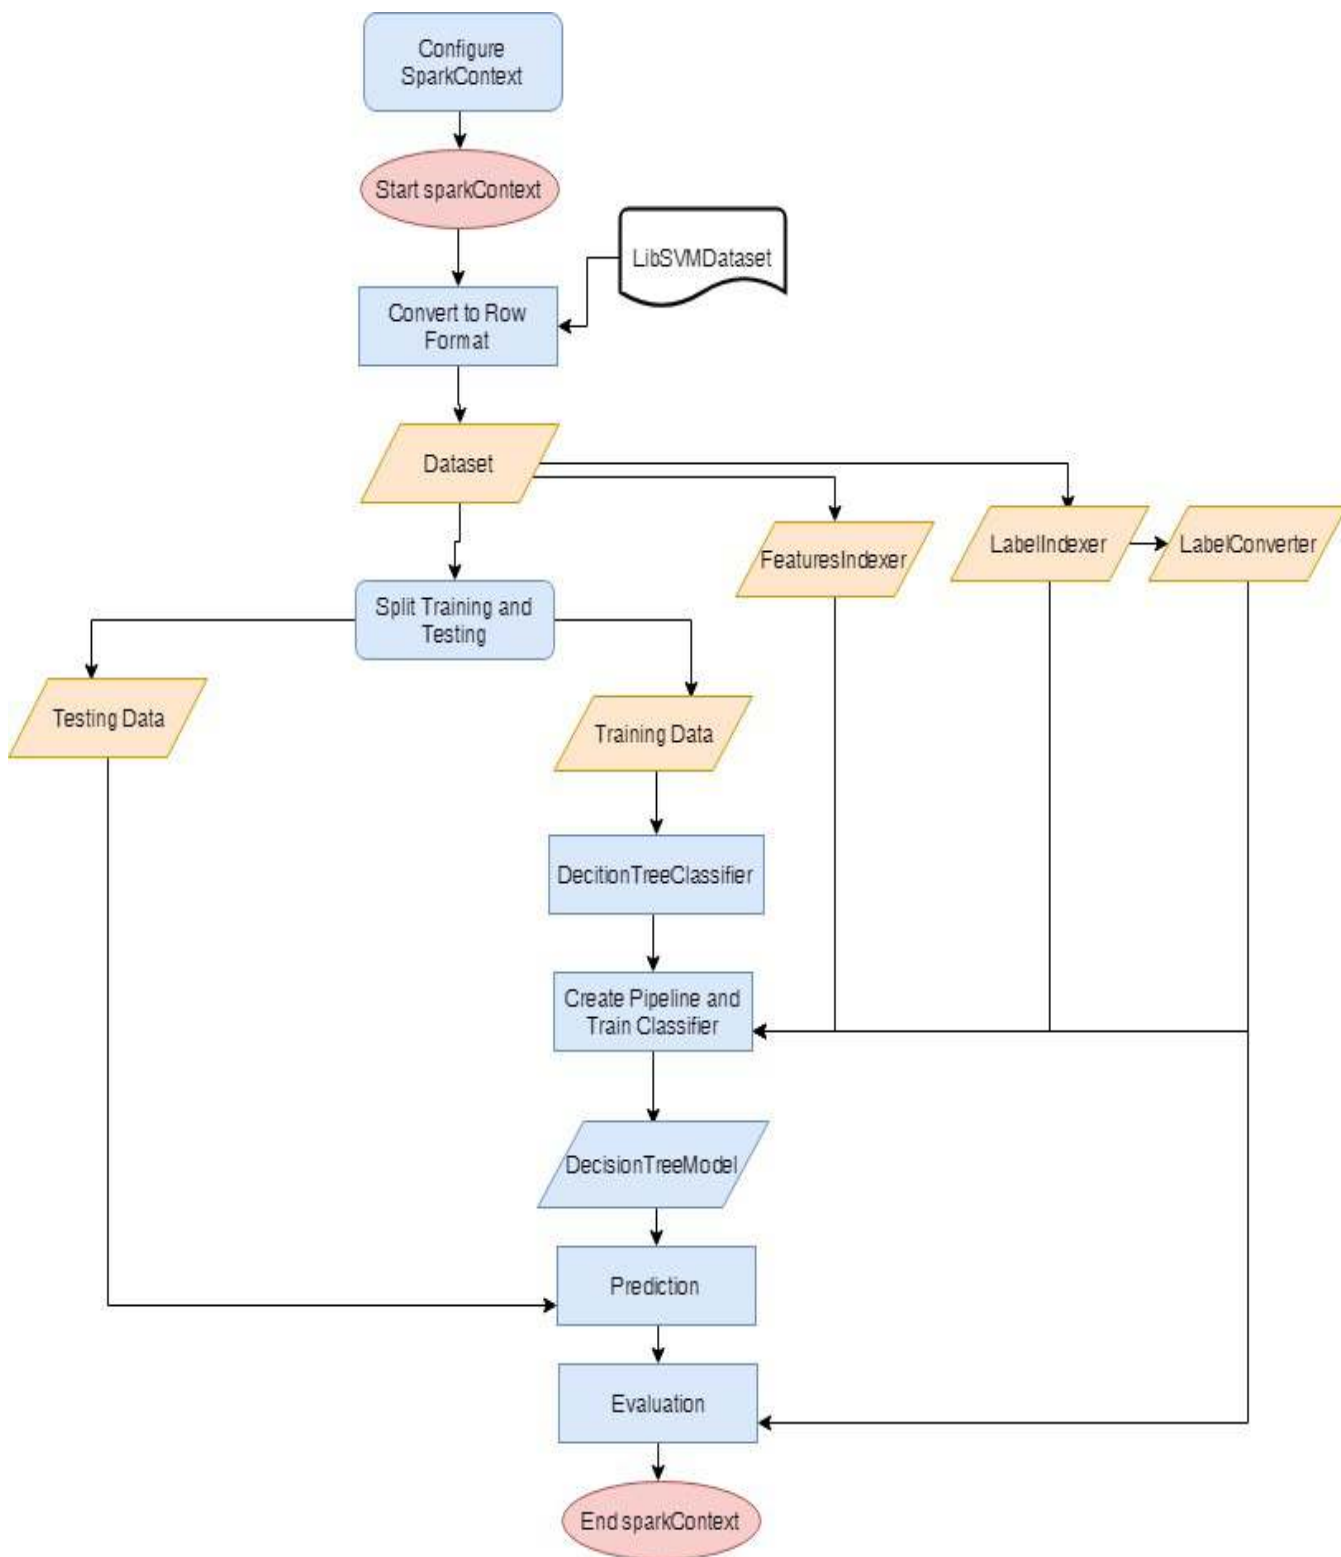 Configure
SparkContext
Start sparkContext
LibSVMDataset
Convert to Row
Format
Dataset
FeaturesIndexer
LabelIndexer
LabelConverter
Split Training and
Testing
Testing Data
Training Data
DecitionTreeClassifier
Create Pipeline and
Train Classifier
DecisionTreeModel
Prediction
Evaluation
End sparkContext